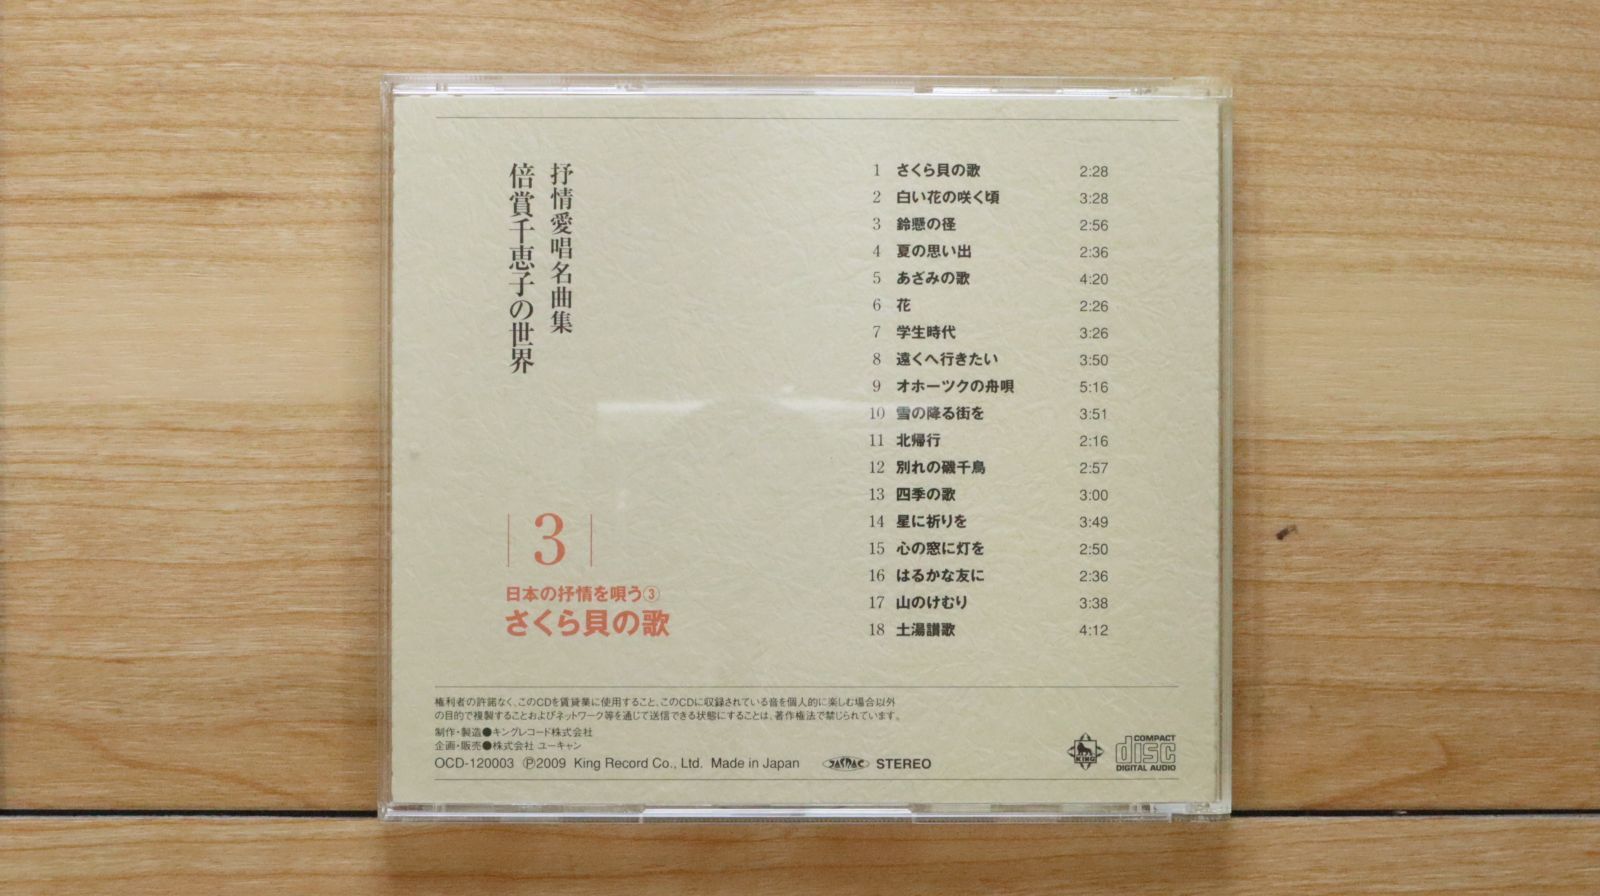 抒情愛唱名曲集
倍賞千恵子の世界
3
日本の抒情を唄う③
さくら貝の歌
1 さくら貝の歌 2:28
2 白い花の咲く頃 3:28
3 鈴懸の径 2:56
4 夏の思い出 2:36
5 あざみの歌 4:20
6 花 2:26
7 学生時代 3:26
8 遠くへ行きたい 3:50
9 オホーツクの舟唄 5:16
10 雪の降る街を 3:51
11 北帰行 2:16
12 別れの磯千鳥 2:57
13 四季の歌 3:00
14 星に祈りを 3:49
15 心の窓に灯を 2:50
16 はるかな友に 2:36
17 山のけむり 3:38
18 土湯讃歌 4:12
権利者の許諾なく、このCDを賃貸業に使用すること、このCDに収録されている音を個人的に楽しむ場合以外
の目的で複製することおよびネットワーク等を通じて送信できる状態にすることは、著作権法で禁じられています。
制作・製造●キングレコード株式会社
企画・販売●株式会社 ユーキャン
OCD-120003 Ⓟ2009 King Record Co., Ltd. Made in Japan JASRAC STEREO
KING
COMPACT
disc
DIGITAL AUDIO